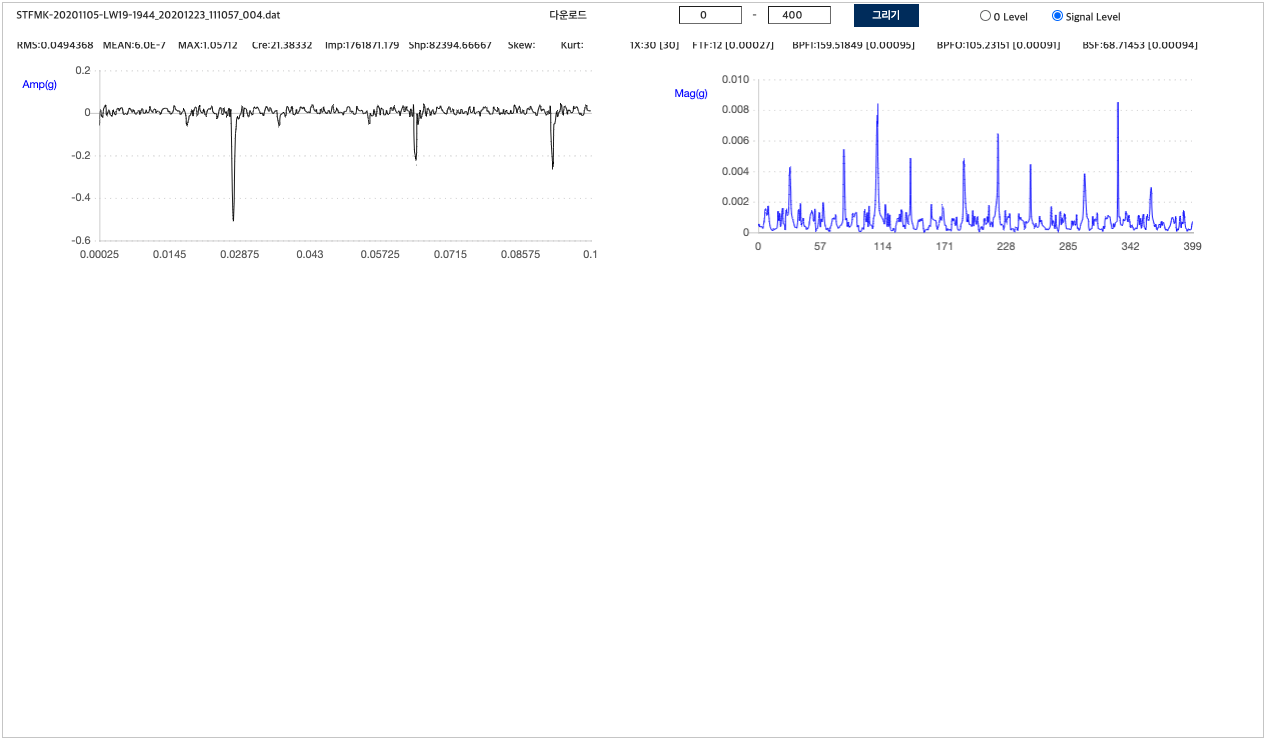 STFMK-20201105-LW19-1944_20201223_111057_004.dat 다운로드 0 - 400 그리기 0 Level Signal Level
RMS:0.0494368 MEAN:6.0E-7 MAX:1.05712 Cre:21.38332 Imp:1761871.179 Shp:82394.66667 Skew: Kurt: 1X:30 [30] FTF:12 [0.00027] BPFI:159.51849 [0.00095] BPFO:105.23151 [0.00091] BSF:68.71453 [0.00094]
Amp(g)
0.2
0
-0.2
-0.4
-0.6
0.00025 0.0145 0.02875 0.043 0.05725 0.0715 0.08575 0.1
Mag(g)
0.010
0.008
0.006
0.004
0.002
0
0 57 114 171 228 285 342 399